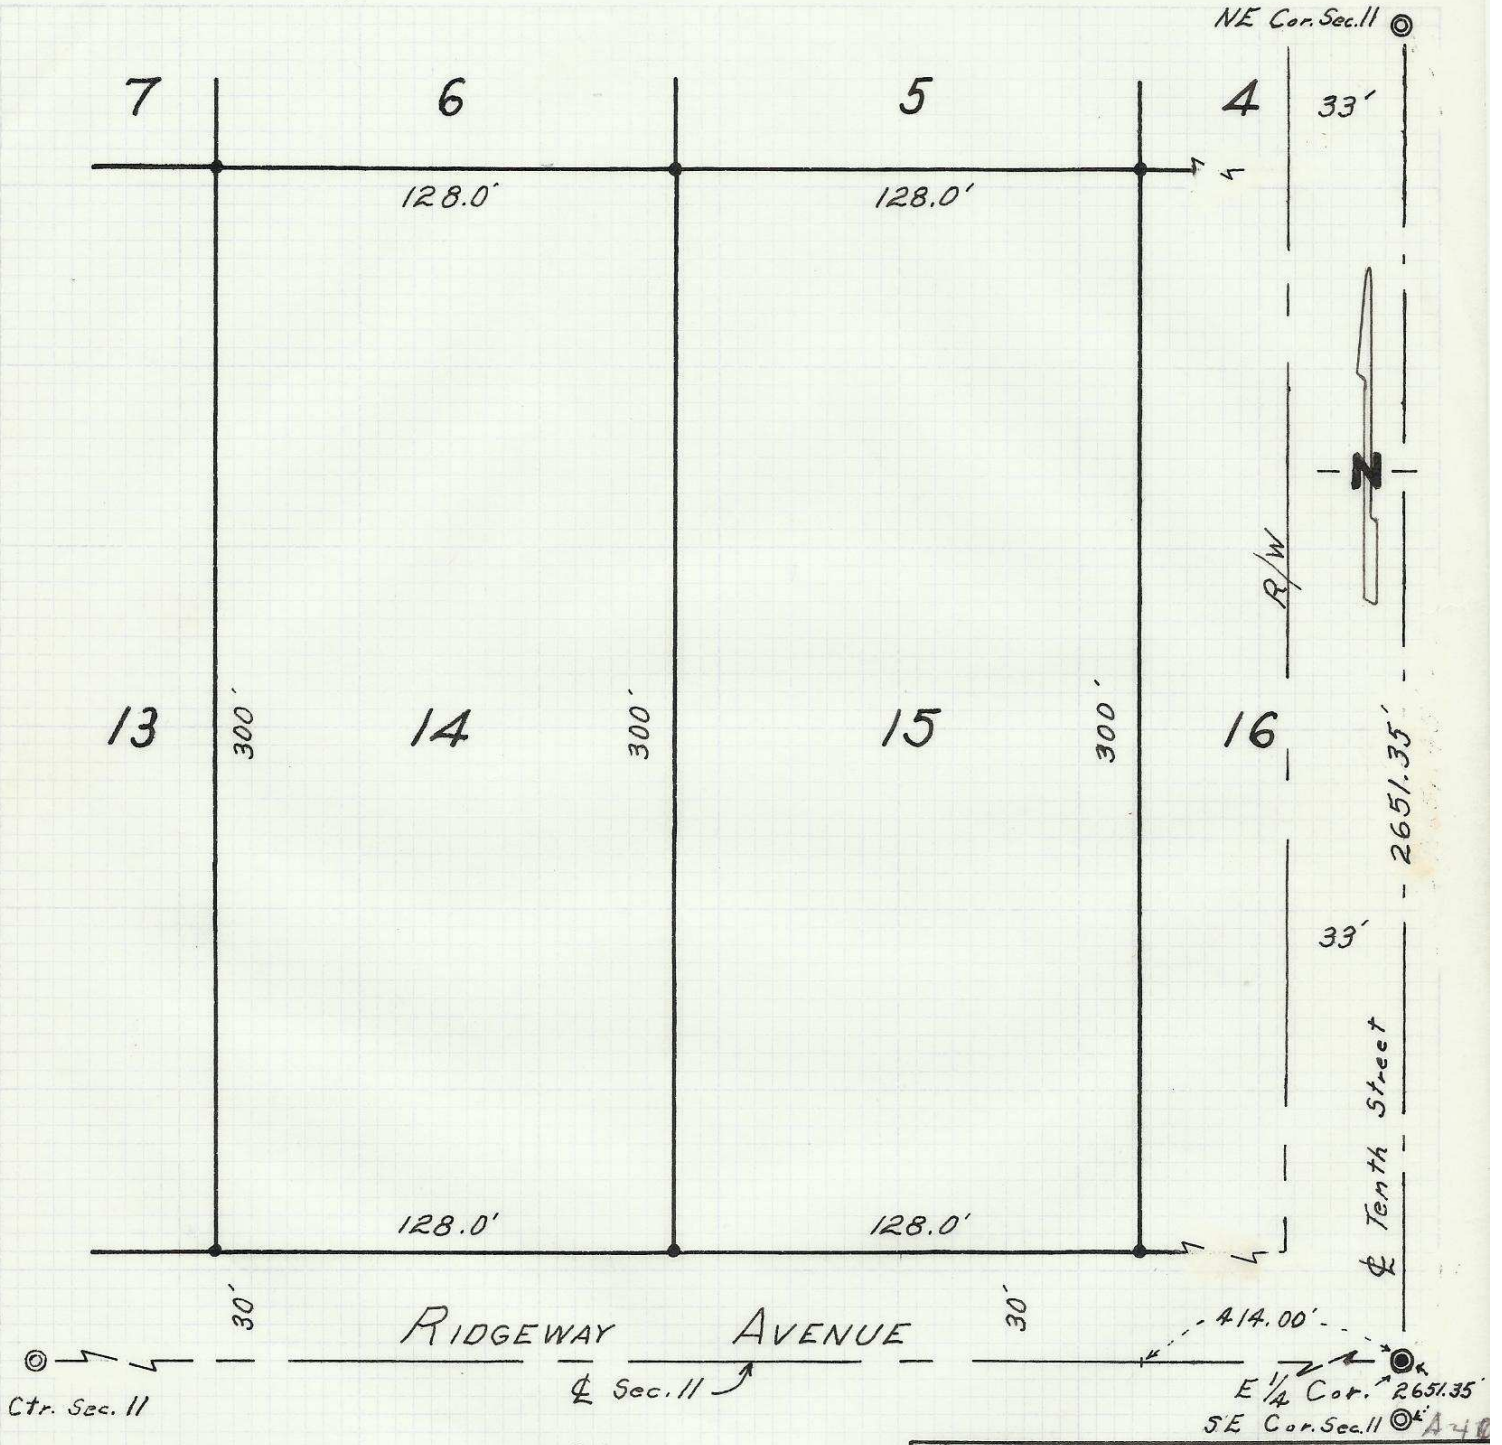 NE Cor. Sec. 11
7 6 5 4 33'
128.0' 128.0'
N
R/W
13 300' 14 300' 15 300' 16
2651.35'
33'
℄ Tenth Street
128.0' 128.0'
30' 30'
414.00'
RIDGEWAY AVENUE
℄ Sec. 11
E 1/4 Cor. 2651.35'
Ctr. Sec. 11
SE Cor. Sec. 11